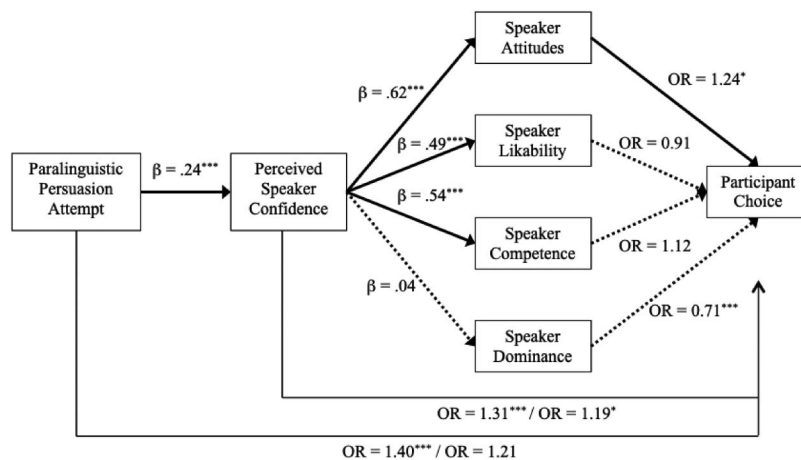 Speaker
Attitudes
β = .62***
OR = 1.24*
Speaker
Likability
β = .49***
OR = 0.91
Paralinguistic
Persuasion
Attempt
β = .24***
Perceived
Speaker
Confidence
Participant
Choice
β = .54***
Speaker
Competence
OR = 1.12
β = .04
OR = 0.71***
Speaker
Dominance
OR = 1.31*** / OR = 1.19*
OR = 1.40*** / OR = 1.21